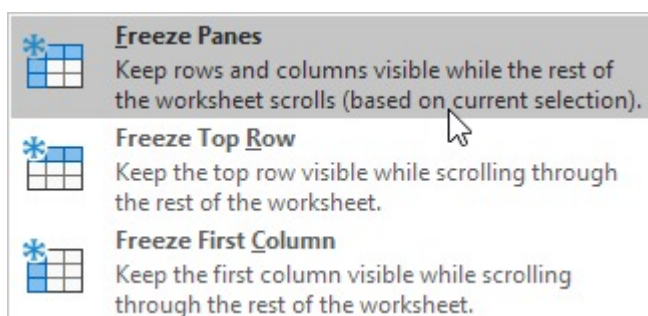 Freeze Panes
Keep rows and columns visible while the rest of
the worksheet scrolls (based on current selection).
Freeze Top Row
Keep the top row visible while scrolling through
the rest of the worksheet.
Freeze First Column
Keep the first column visible while scrolling
through the rest of the worksheet.